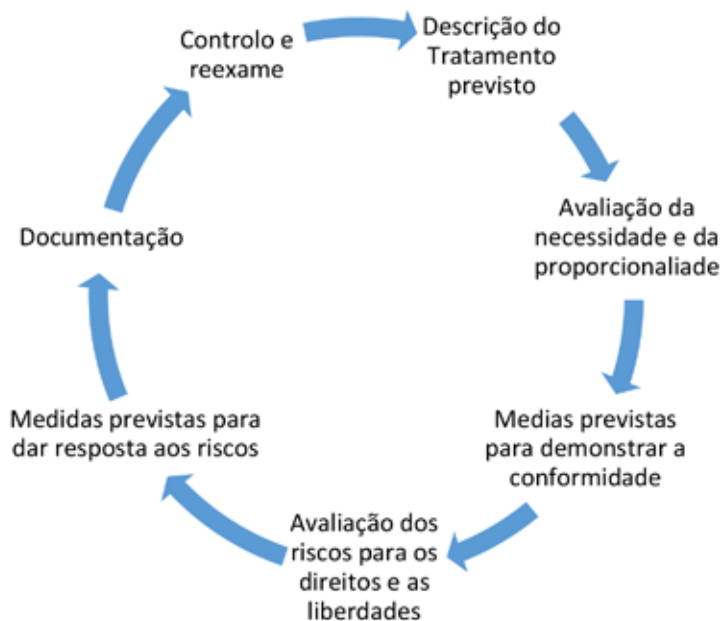 Descrição do
Tratamento
previsto
Avaliação da
necessidade e da
proporcionaliade
Medias previstas
para demonstrar a
conformidade
Avaliação dos
riscos para os
direitos e as
liberdades
Medidas previstas para
dar resposta aos riscos
Documentação
Controlo e
reexame